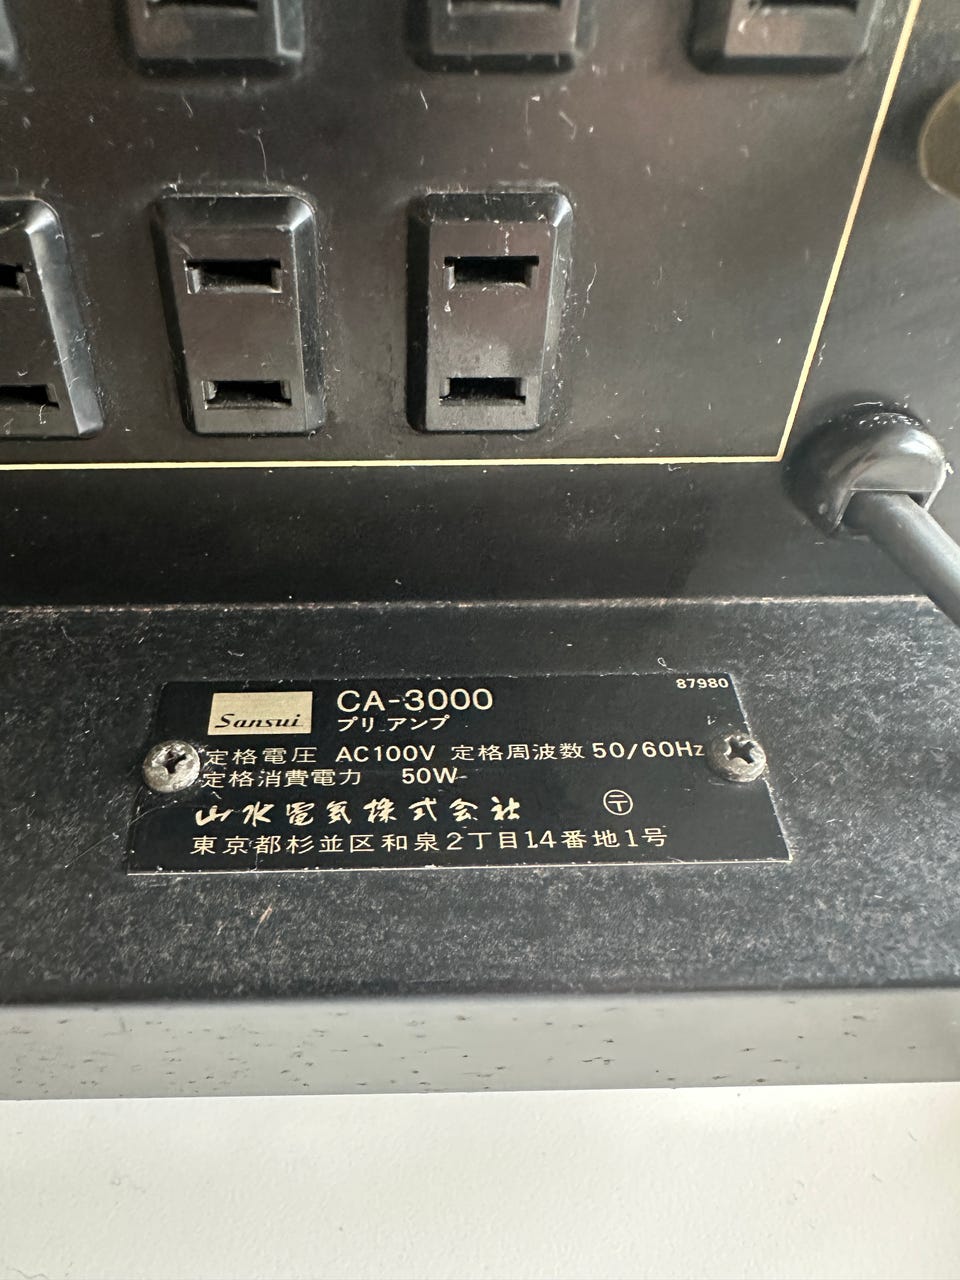 87980
Sansui CA-3000
プリアンプ
定格電圧 AC100V 定格周波数 50/60Hz
定格消費電力 50W
山水電気株式会社 〒
東京都杉並区和泉2丁目14番地1号